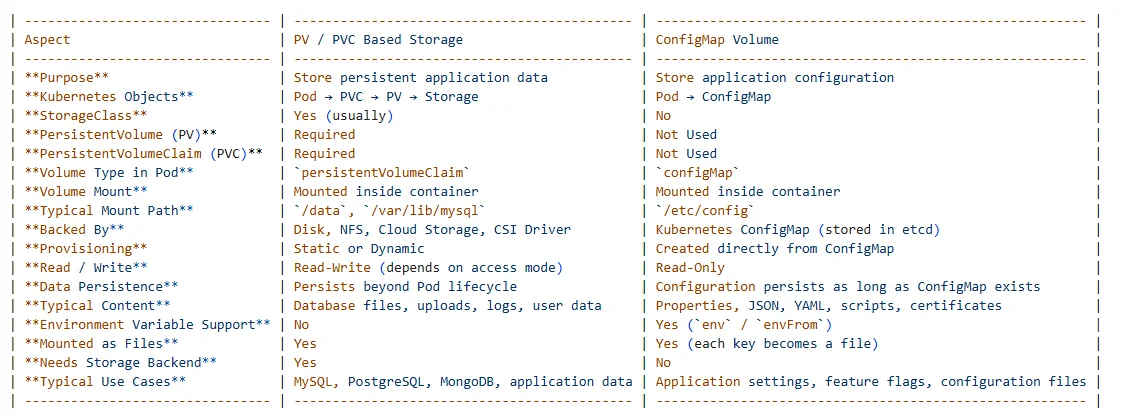 | ------------------------------- | ----------------------------------------- | ------------------------------------------------------ |
| Aspect | PV / PVC Based Storage | ConfigMap Volume |
| ------------------------------- | ----------------------------------------- | ------------------------------------------------------ |
| **Purpose** | Store persistent application data | Store application configuration |
| **Kubernetes Objects** | Pod → PVC → PV → Storage | Pod → ConfigMap |
| **StorageClass** | Yes (usually) | No |
| **PersistentVolume (PV)** | Required | Not Used |
| **PersistentVolumeClaim (PVC)** | Required | Not Used |
| **Volume Type in Pod** | `persistentVolumeClaim` | `configMap` |
| **Volume Mount** | Mounted inside container | Mounted inside container |
| **Typical Mount Path** | `/data`, `/var/lib/mysql` | `/etc/config` |
| **Backed By** | Disk, NFS, Cloud Storage, CSI Driver | Kubernetes ConfigMap (stored in etcd) |
| **Provisioning** | Static or Dynamic | Created directly from ConfigMap |
| **Read / Write** | Read-Write (depends on access mode) | Read-Only |
| **Data Persistence** | Persists beyond Pod lifecycle | Configuration persists as long as ConfigMap exists |
| **Typical Content** | Database files, uploads, logs, user data | Properties, JSON, YAML, scripts, certificates |
| **Environment Variable Support** | No | Yes (`env` / `envFrom`) |
| **Mounted as Files** | Yes | Yes (each key becomes a file) |
| **Needs Storage Backend** | Yes | No |
| **Typical Use Cases** | MySQL, PostgreSQL, MongoDB, application data | Application settings, feature flags, configuration files |
| ------------------------------- | ----------------------------------------- | ------------------------------------------------------ |